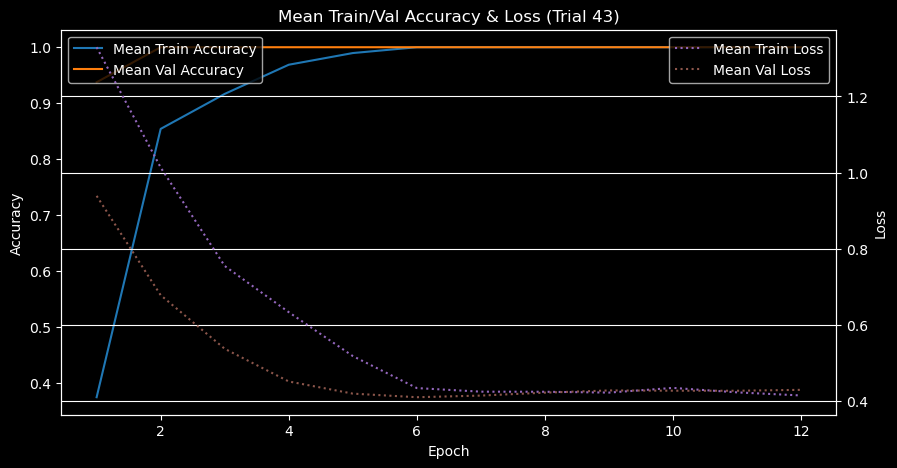 Mean Train/Val Accuracy & Loss (Trial 43)
Mean Train Accuracy
Mean Val Accuracy
Mean Train Loss
Mean Val Loss
1.0
0.9
0.8
0.7
0.6
0.5
0.4
Accuracy
1.2
1.0
0.8
0.6
0.4
Loss
2 4 6 8 10 12
Epoch